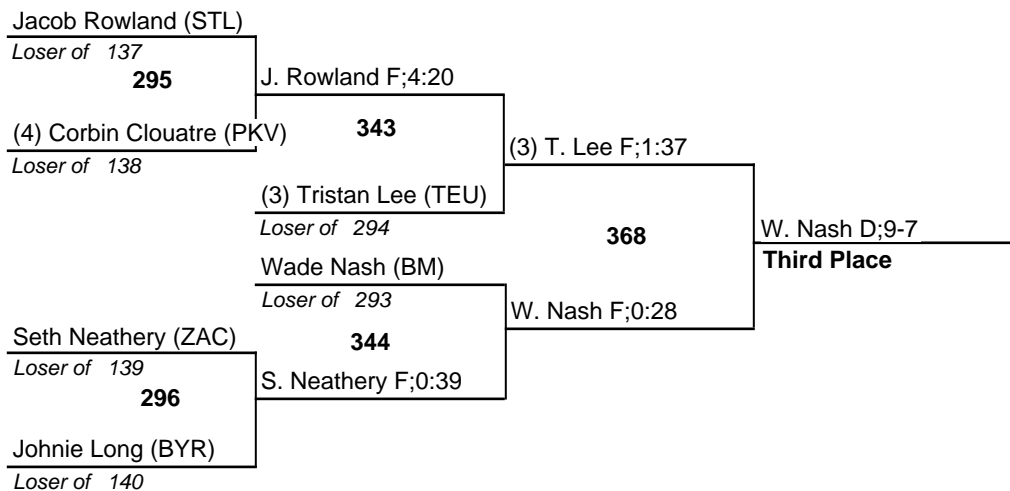 Jacob Rowland (STL)
Loser of 137
295
J. Rowland F;4:20
(4) Corbin Clouatre (PKV)
343
Loser of 138
(3) T. Lee F;1:37
(3) Tristan Lee (TEU)
Loser of 294
368
W. Nash D;9-7
Third Place
Wade Nash (BM)
Loser of 293
W. Nash F;0:28
Seth Neathery (ZAC)
344
Loser of 139
S. Neathery F;0:39
296
Johnie Long (BYR)
Loser of 140